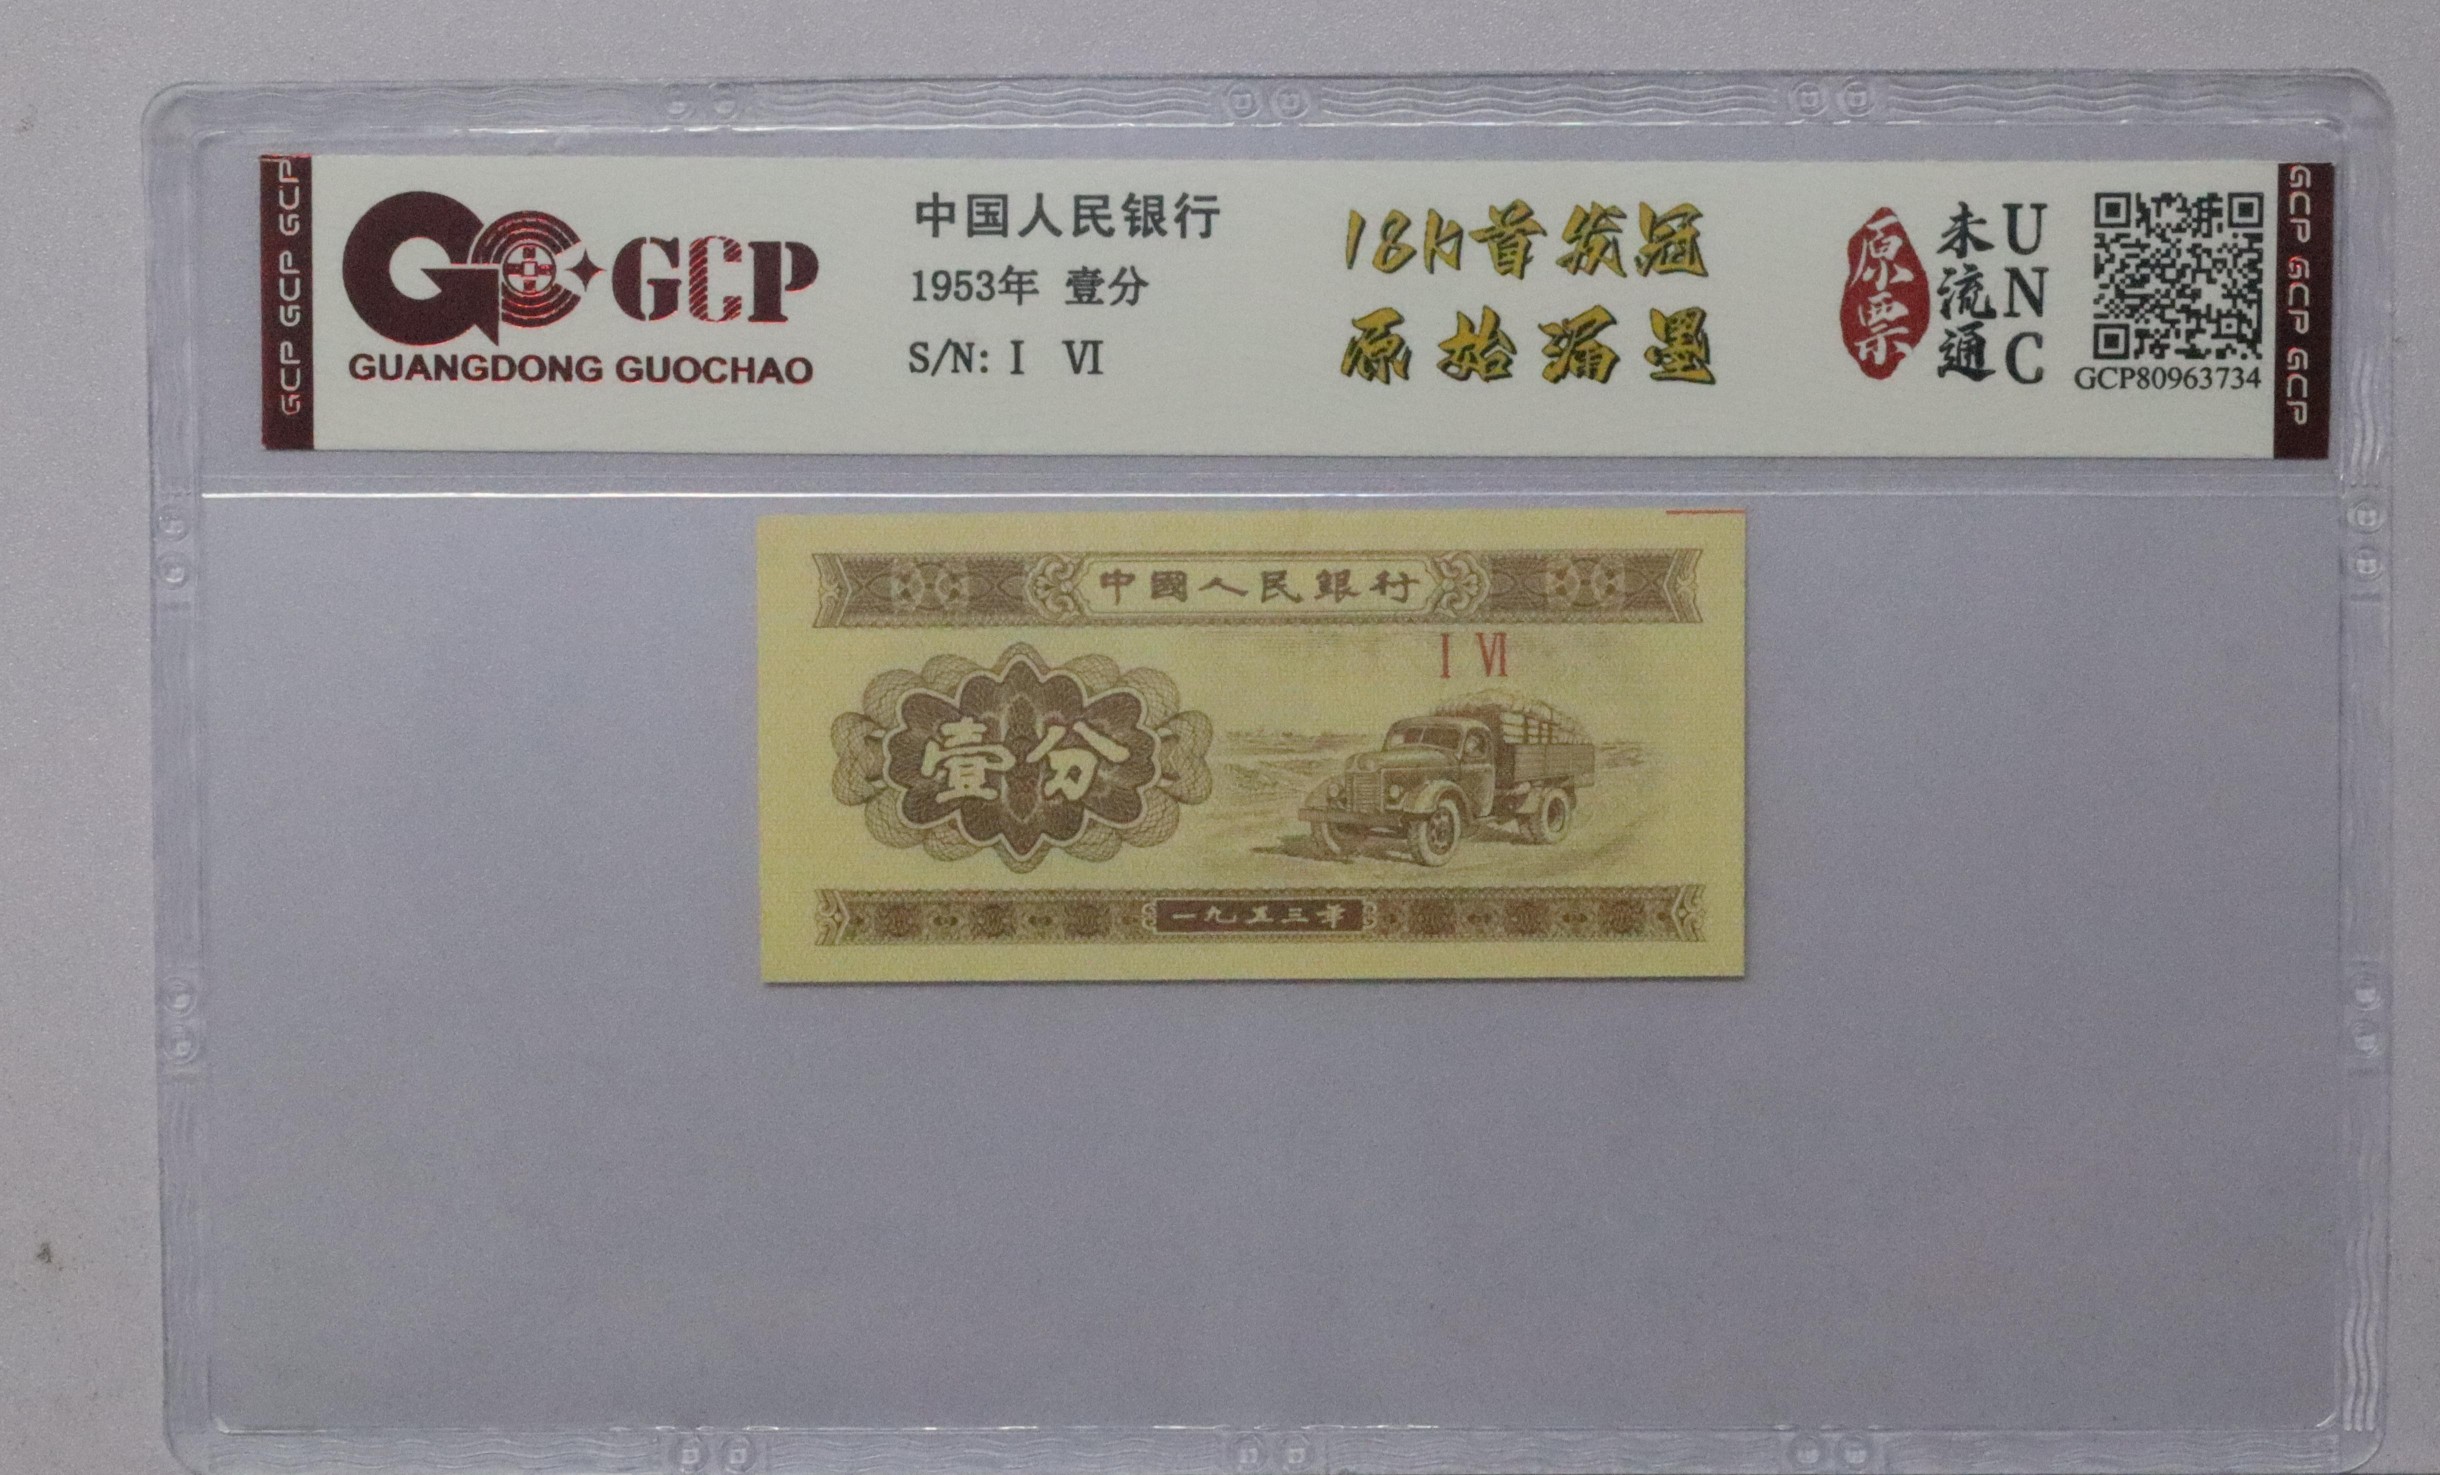 GCP GCP GCP
GCP
GUANGDONG GUOCHAO
中国人民银行
1953年 壹分
S/N: I VI
18k首发冠
原始漏墨
原票
未流通
UNC
GCP80963734
GCP GCP GCP
中國人民銀行
I VI
壹分
一九五三年